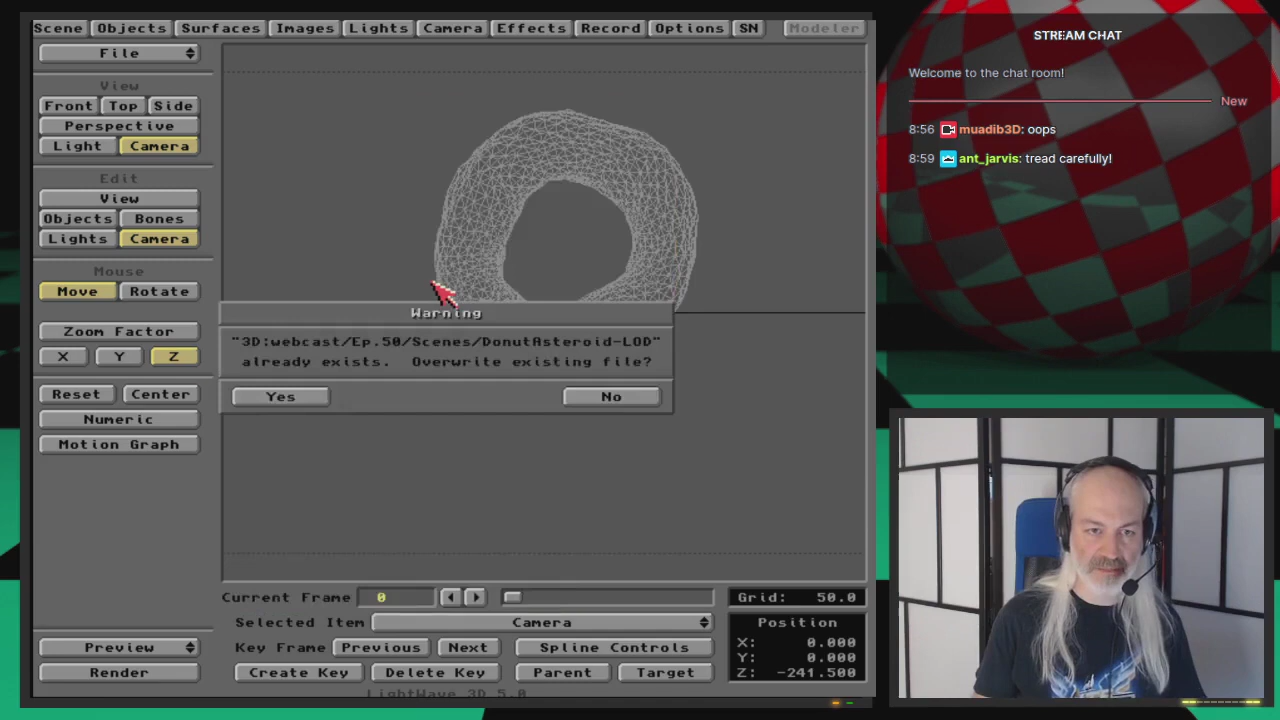 Scene Objects Surfaces Images Lights Camera Effects Record Options SN Modeler
File
View
Front Top Side
Perspective
Light Camera
Edit
View
Objects Bones
Lights Camera
Mouse
Move Rotate
Zoom Factor
X Y Z
Reset Center
Numeric
Motion Graph
Preview
Render
Warning
"3D:webcast/Ep.50/Scenes/DonutAsteroid-LOD"
already exists. Overwrite existing file?
Yes No
Current Frame 0
Selected Item Camera
Key Frame Previous Next Spline Controls
Create Key Delete Key Parent Target
LightWave 3D 5.0
Grid: 50.0
Position
X: 0.000
Y: 0.000
Z: -241.500
STREAM CHAT
Welcome to the chat room!
New
8:56 muadib3D: oops
8:59 ant_jarvis: tread carefully!